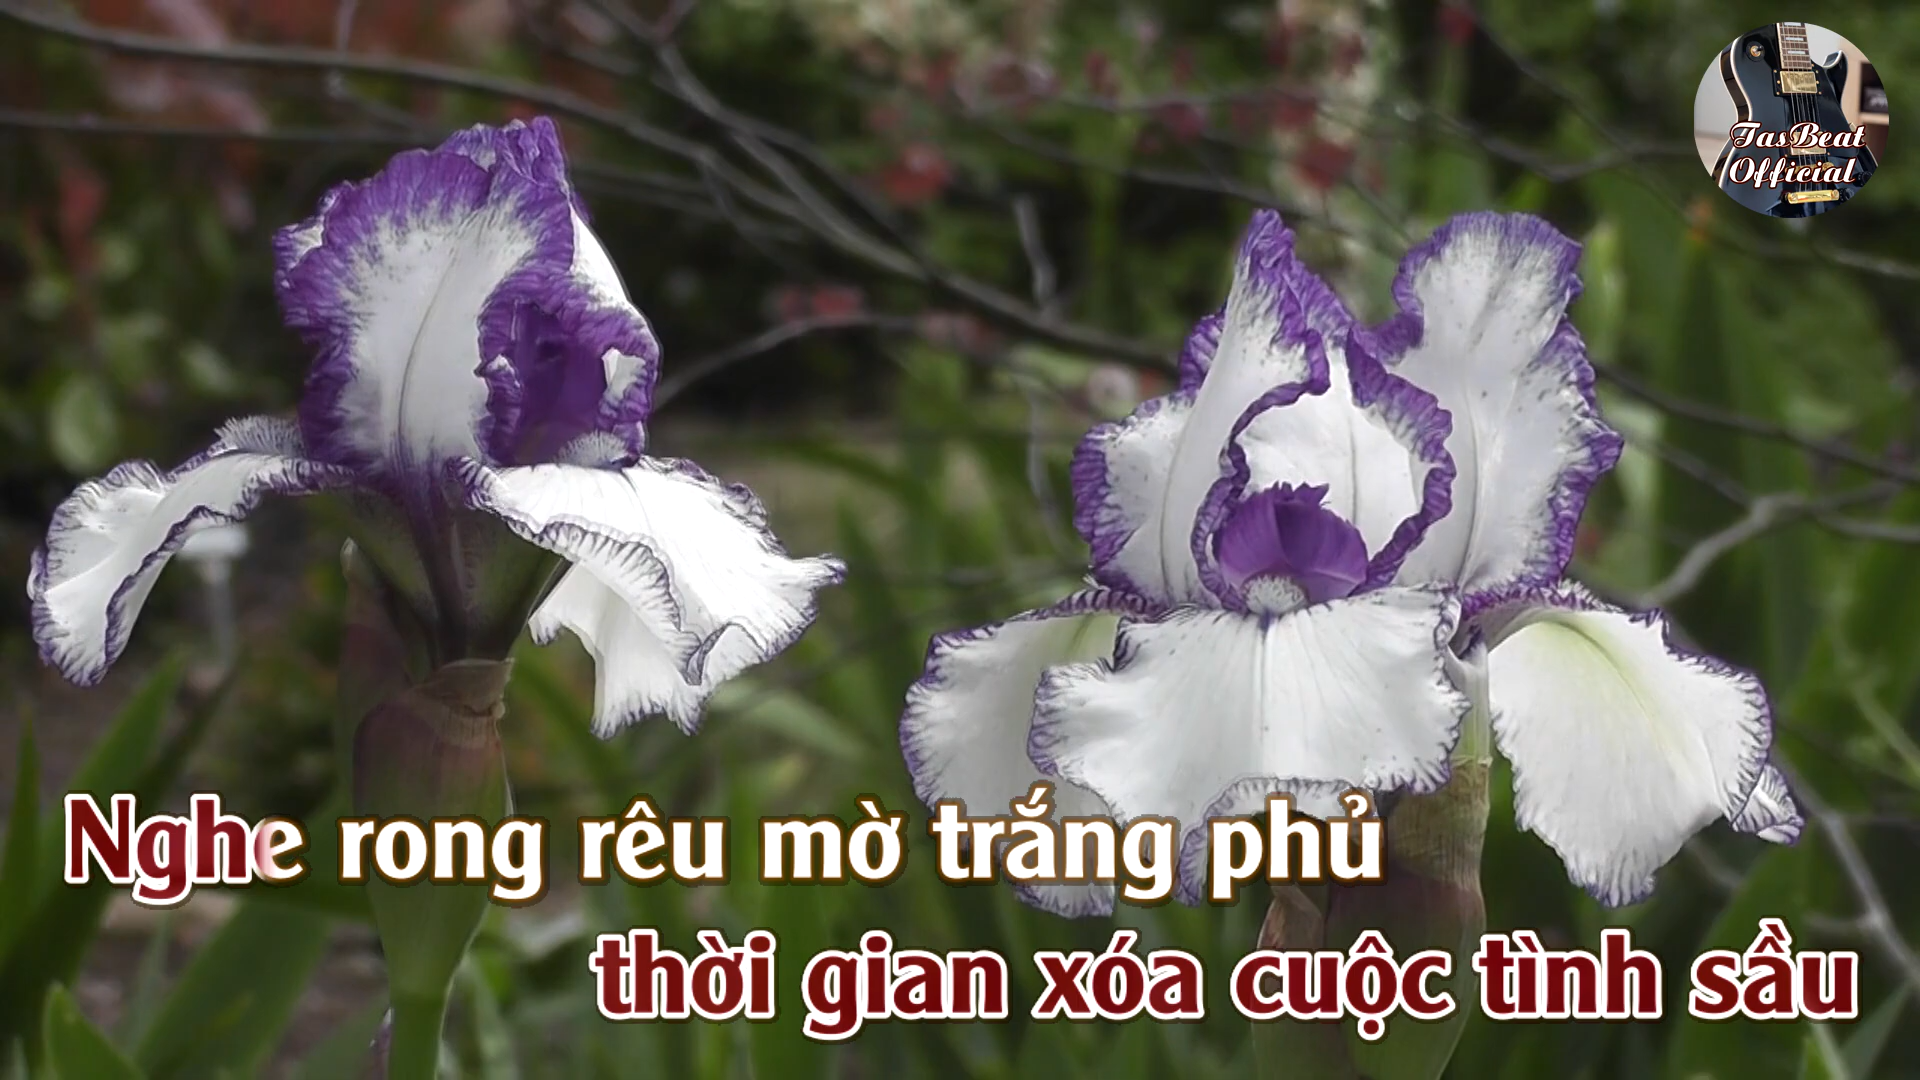 TasBeat
Official
Nghe rong rêu mờ trắng phủ
thời gian xóa cuộc tình sầu